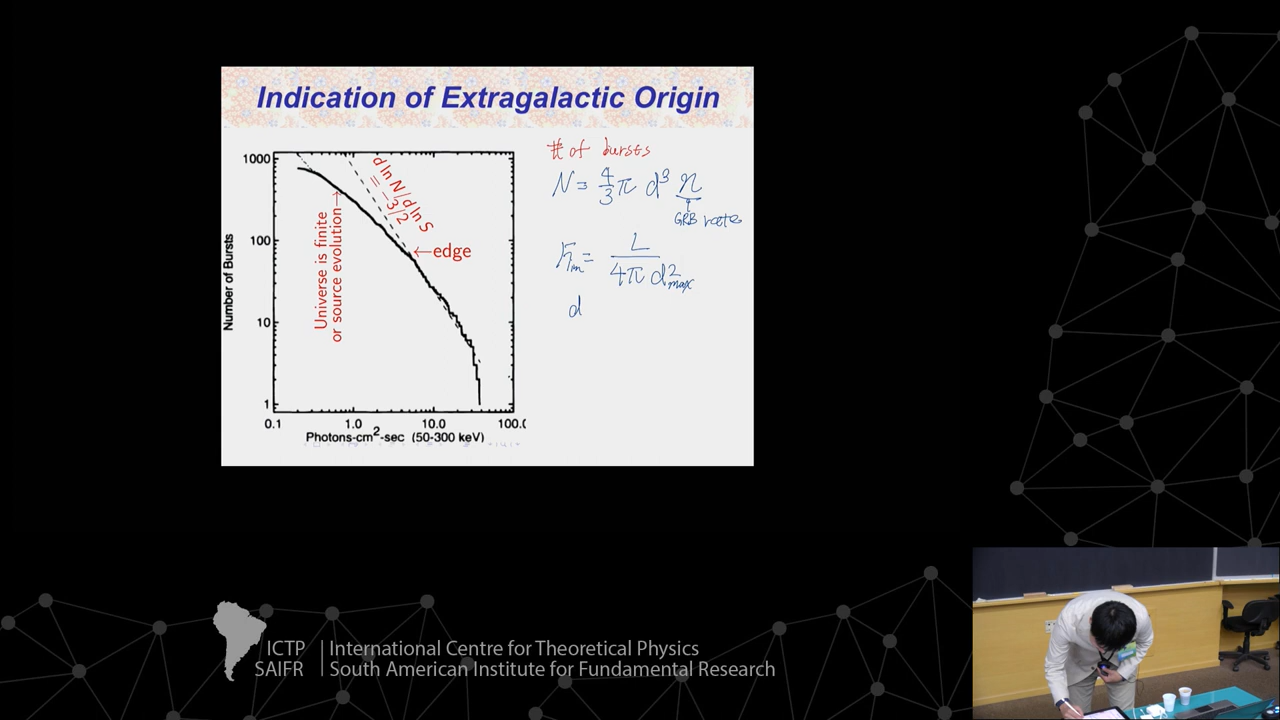 Indication of Extragalactic Origin
1000
100
10
1
Number of Bursts
0.1
1.0
10.0
100.0
Photons-cm²-sec (50-300 keV)
d ln N/d ln S
= -3/2
←edge
Universe is finite→
or source evolution
# of bursts
N = 4/3 π d³ n
↑
GRB rate
F_lim = L / 4π d²_max
d
ICTP
SAIFR
International Centre for Theoretical Physics
South American Institute for Fundamental Research